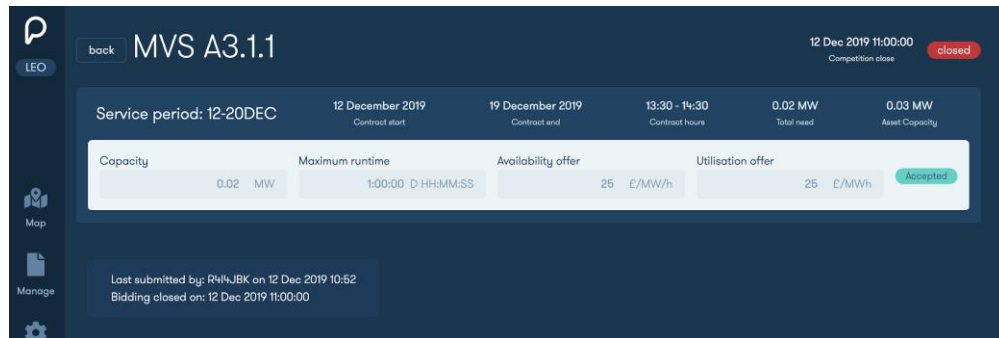 LEO
back MVS A3.1.1
12 Dec 2019 11:00:00
Competition close
closed
Service period: 12-20DEC
12 December 2019
Contract start
19 December 2019
Contract end
13:30 - 14:30
Contract hours
0.02 MW
Total need
0.03 MW
Asset Capacity
Capacity
0.02 MW
Maximum runtime
1:00:00 D HH:MM:SS
Availability offer
25 £/MW/h
Utilisation offer
25 £/MWh
Accepted
Map
Manage
Last submitted by: R4I4JBK on 12 Dec 2019 10:52
Bidding closed on: 12 Dec 2019 11:00:00